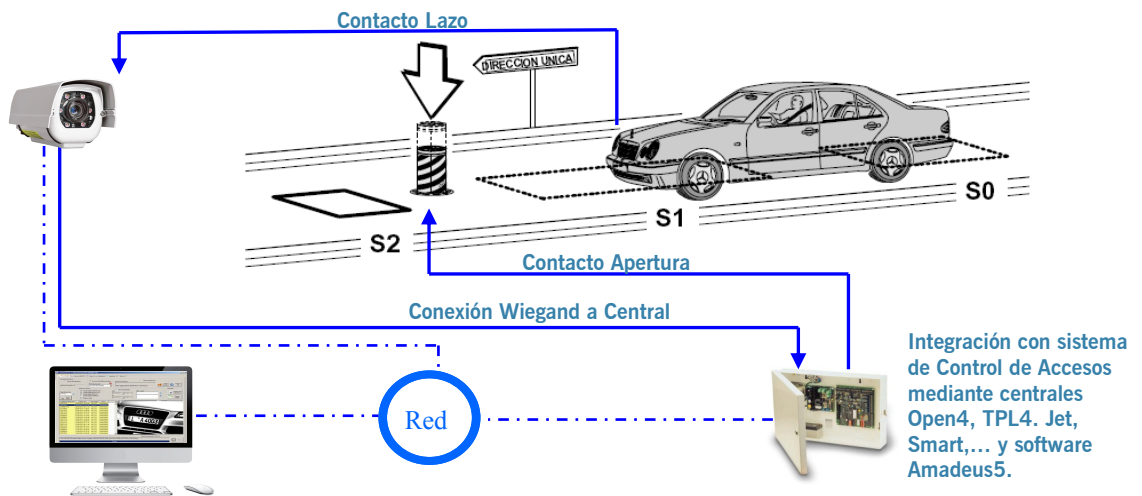 Contacto Lazo
DIRECCION UNICA
S0
S1
S2
Contacto Apertura
Conexión Wiegand a Central
Integración con sistema
de Control de Accesos
mediante centrales
Open4, TPL4. Jet,
Smart,... y software
Amadeus5.
Red